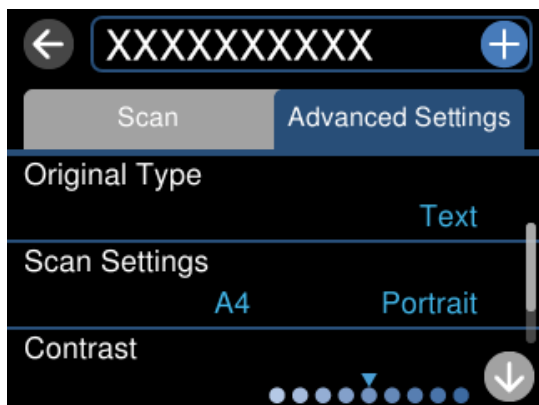 XXXXXXXXXX
Scan Advanced Settings
Original Type
Text
Scan Settings
A4 Portrait
Contrast